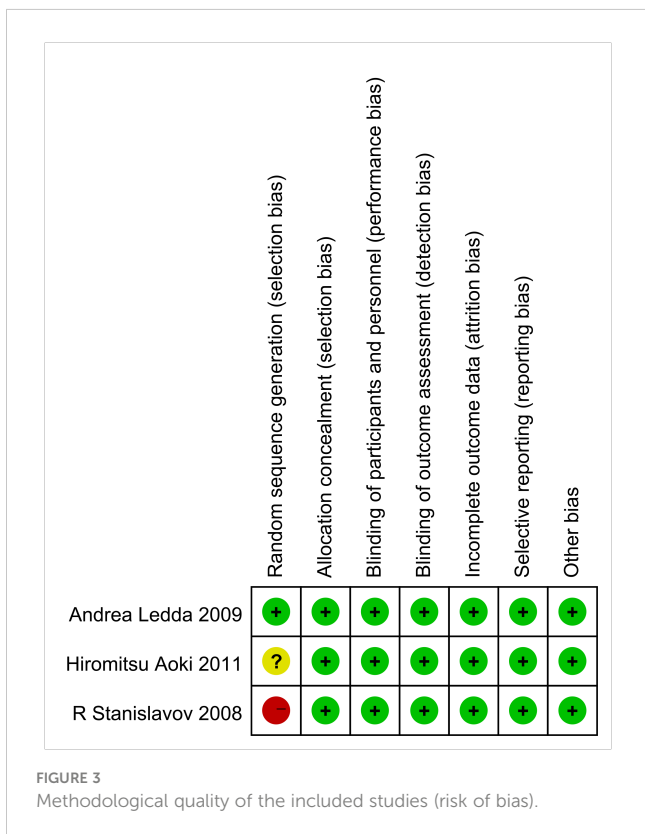 Random sequence generation (selection bias)
Allocation concealment (selection bias)
Blinding of participants and personnel (performance bias)
Blinding of outcome assessment (detection bias)
Incomplete outcome data (attrition bias)
Selective reporting (reporting bias)
Other bias
Andrea Ledda 2009 + + + + + + +
Hiromitsu Aoki 2011 ? + + + + + +
R Stanislavov 2008 - + + + + + +
FIGURE 3
Methodological quality of the included studies (risk of bias).